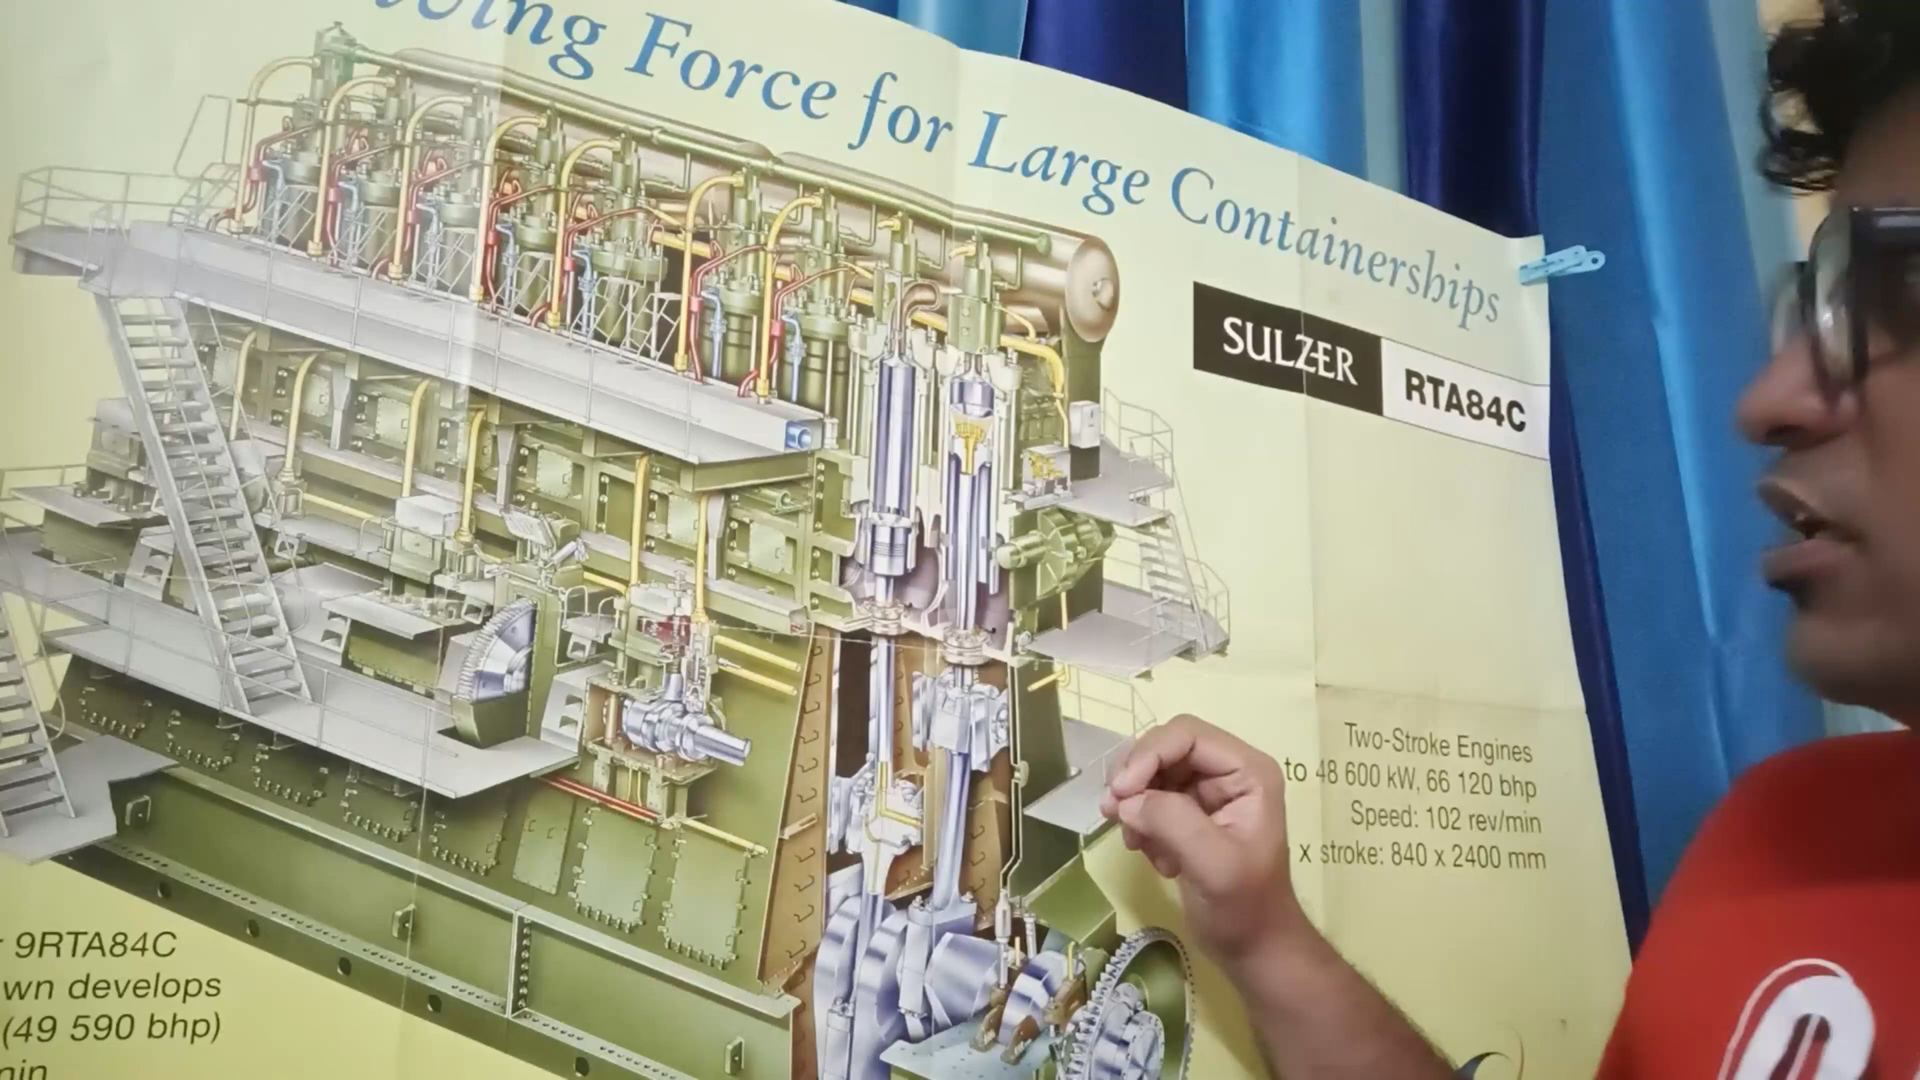 Force for Large Containerships
SULZER RTA84C
Two-Stroke Engines
to 48 600 kW, 66 120 bhp
Speed: 102 rev/min
x stroke: 840 x 2400 mm
9RTA84C
develops
(49 590 bhp)